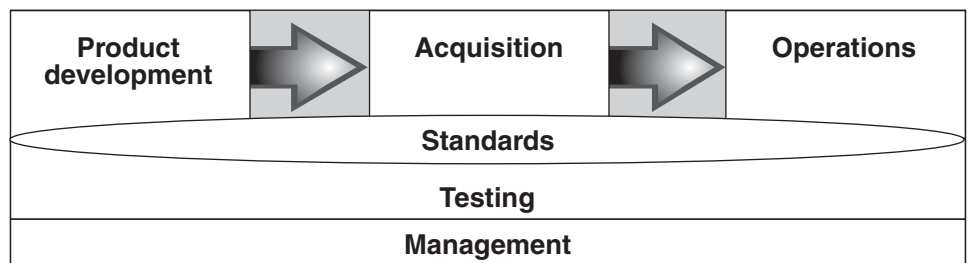 Product
development
Acquisition
Operations
Standards
Testing
Management